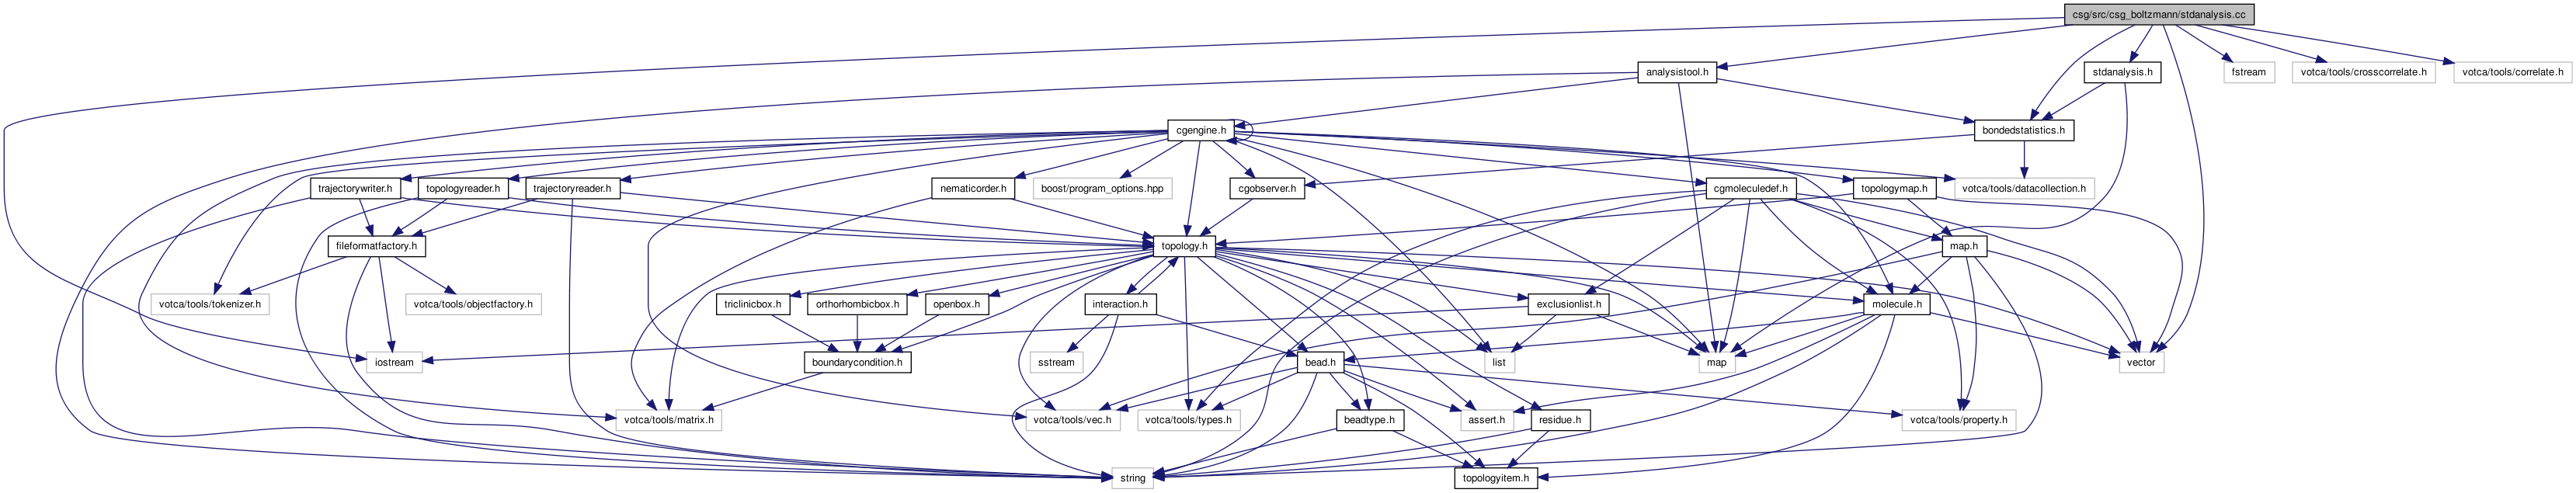 csg/src/csg_boltzmann/stdanalysis.cc
analysistool.h
stdanalysis.h
fstream
votca/tools/crosscorrelate.h
votca/tools/correlate.h
cgengine.h
bondedstatistics.h
trajectorywriter.h
topologyreader.h
trajectoryreader.h
nematicorder.h
boost/program_options.hpp
cgobserver.h
cgmoleculedef.h
topologymap.h
votca/tools/datacollection.h
fileformatfactory.h
topology.h
map.h
votca/tools/tokenizer.h
votca/tools/objectfactory.h
triclinicbox.h
orthorhombicbox.h
openbox.h
interaction.h
exclusionlist.h
molecule.h
iostream
boundarycondition.h
sstream
bead.h
list
map
vector
votca/tools/matrix.h
votca/tools/vec.h
votca/tools/types.h
beadtype.h
assert.h
residue.h
votca/tools/property.h
string
topologyitem.h